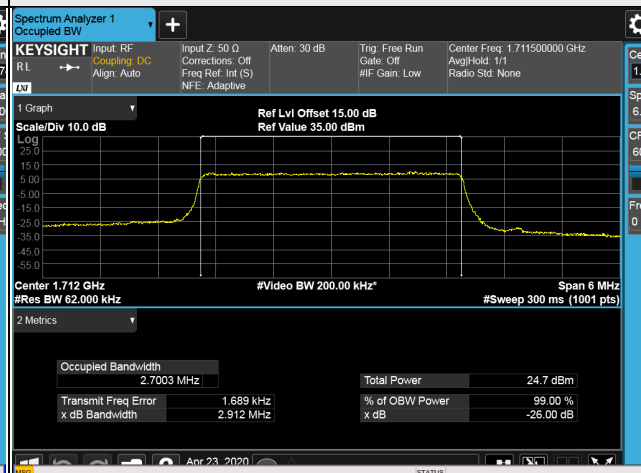 Spectrum Analyzer 1
Occupied BW
KEYSIGHT
RL
LXI
Input: RF
Coupling: DC
Align: Auto
Input Z: 50 Ω
Corrections: Off
Freq Ref: Int (S)
NFE: Adaptive
Atten: 30 dB
Trig: Free Run
Gate: Off
#IF Gain: Low
Center Freq: 1.711500000 GHz
Avg|Hold: 1/1
Radio Std: None
1 Graph
Scale/Div 10.0 dB
Ref Lvl Offset 15.00 dB
Ref Value 35.00 dBm
Log
25.0
15.0
5.00
-5.00
-15.0
-25.0
-35.0
-45.0
-55.0
Center 1.712 GHz
#Res BW 62.000 kHz
#Video BW 200.00 kHz*
Span 6 MHz
#Sweep 300 ms (1001 pts)
2 Metrics
Occupied Bandwidth
2.7003 MHz
Transmit Freq Error 1.689 kHz
x dB Bandwidth 2.912 MHz
Total Power 24.7 dBm
% of OBW Power 99.00 %
x dB -26.00 dB
Apr 23, 2020
MSG
STATUS